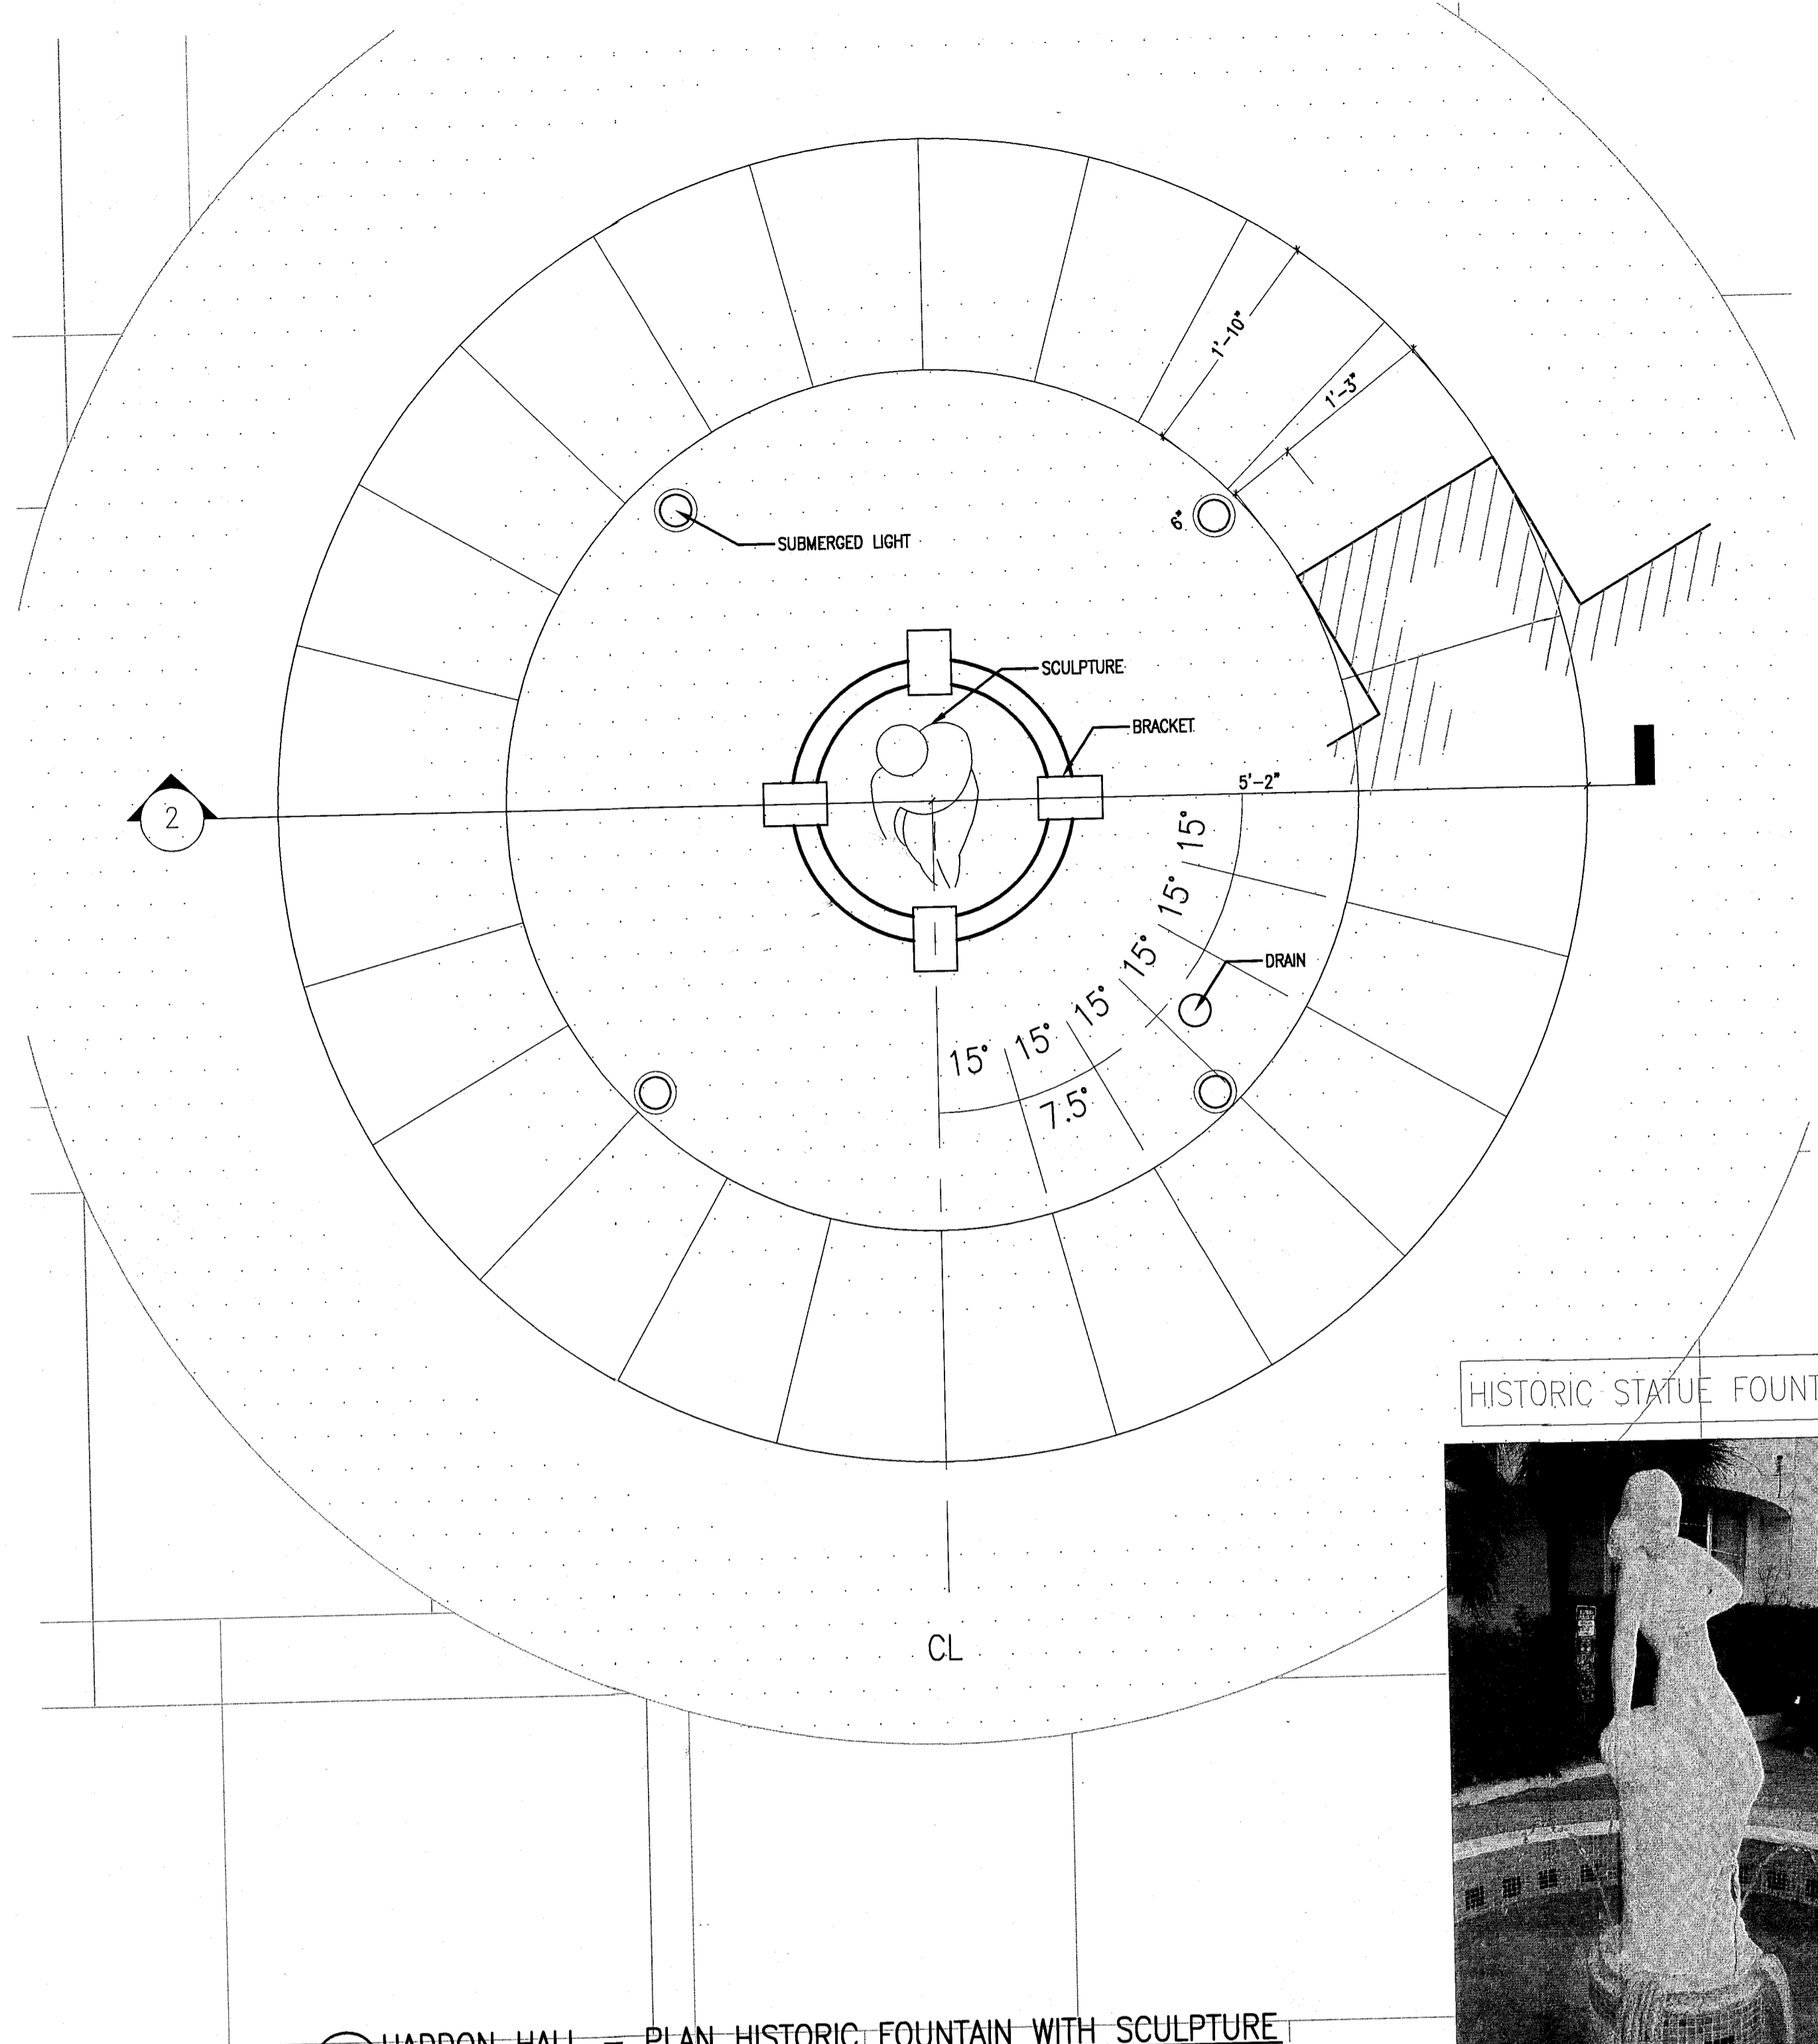 1'-10"
1'-3"
6"
SUBMERGED LIGHT
SCULPTURE
BRACKET
5'-2"
2
15°
15°
15°
DRAIN
15°
15°
15°
7.5°
HISTORIC STATUE FOUNT
CL
HADDON HALL – PLAN HISTORIC FOUNTAIN WITH SCULPTURE